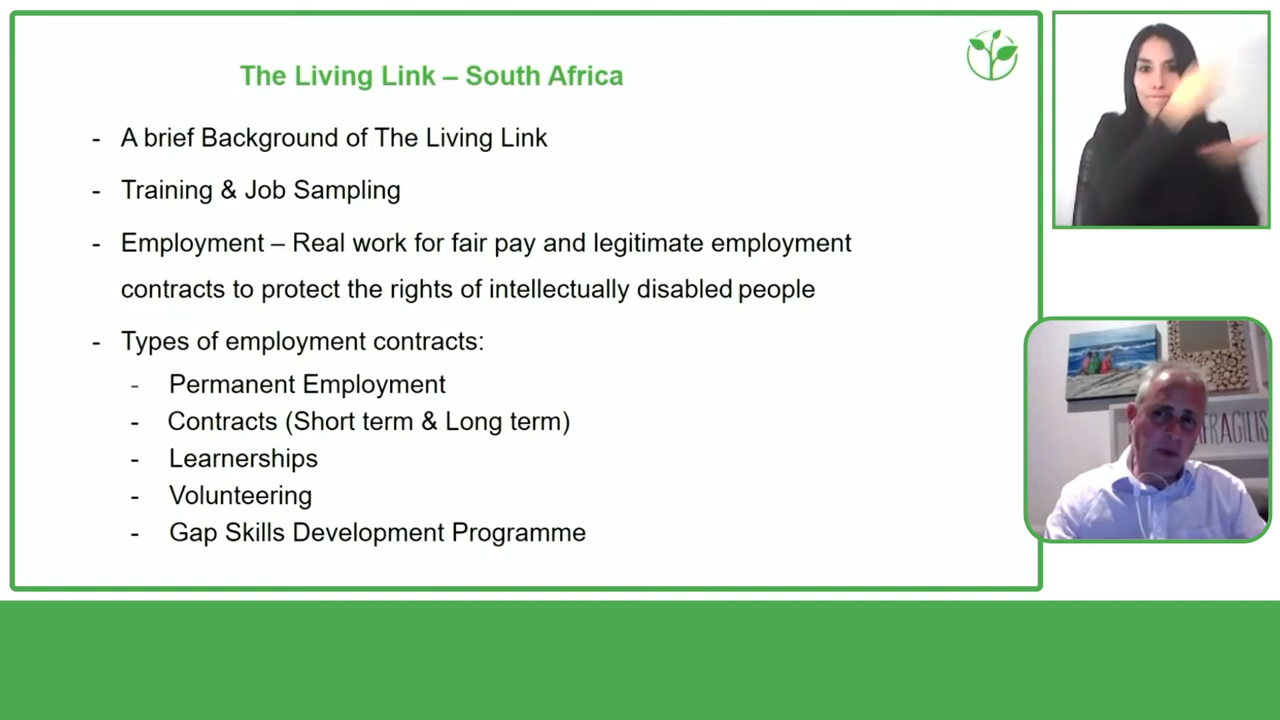 The Living Link – South Africa
- A brief Background of The Living Link
- Training & Job Sampling
- Employment – Real work for fair pay and legitimate employment
contracts to protect the rights of intellectually disabled people
- Types of employment contracts:
- Permanent Employment
- Contracts (Short term & Long term)
- Learnerships
- Volunteering
- Gap Skills Development Programme
FRAGILIS